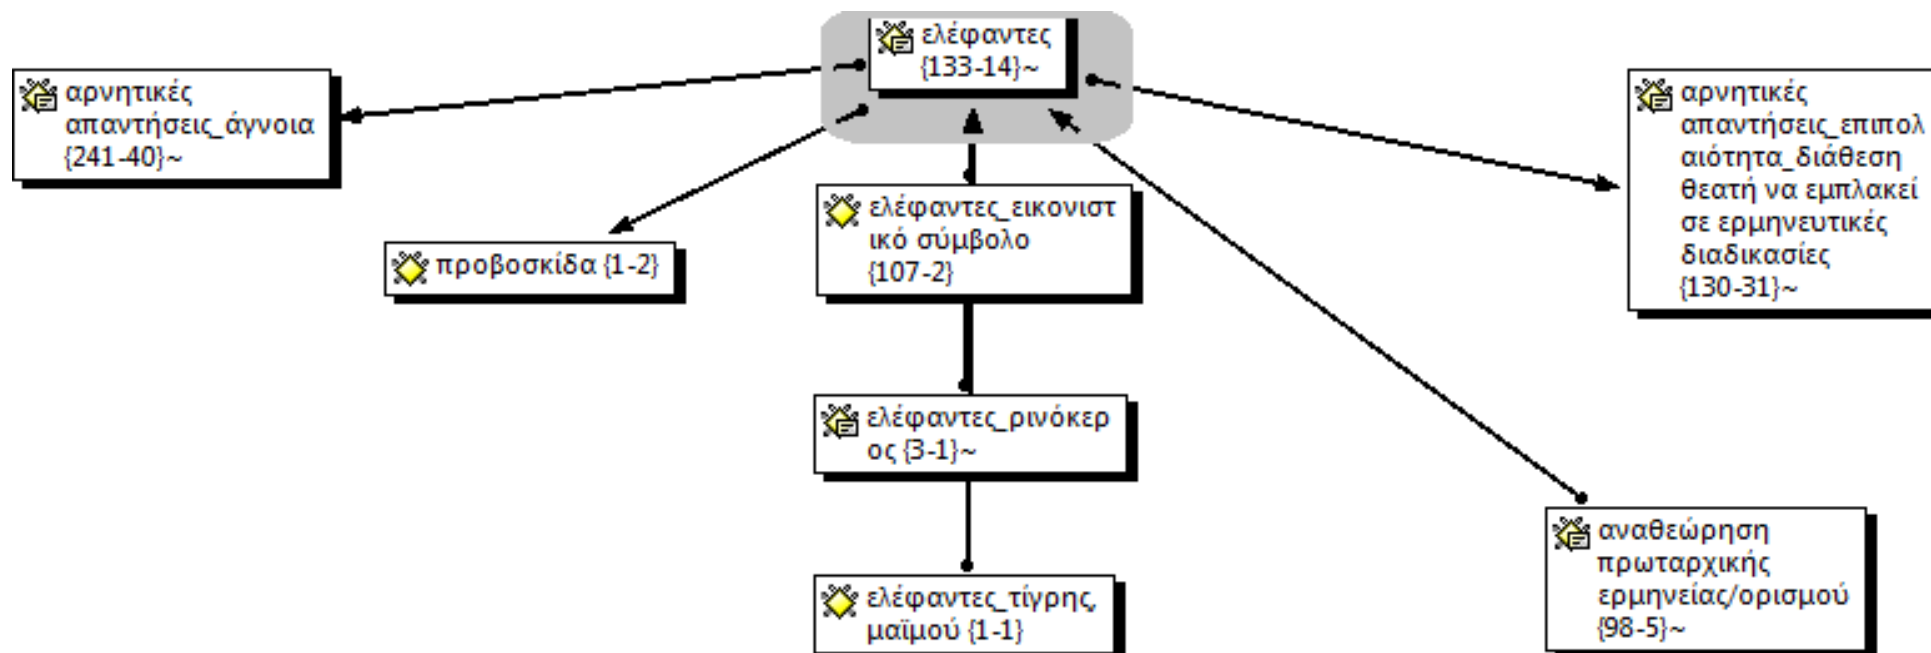 ελέφαντες
{133-14}~
αρνητικές
απαντήσεις_άγνοια
{241-40}~
αρνητικές
απαντήσεις_επιπολ
αιότητα_διάθεση
θεατή να εμπλακεί
σε ερμηνευτικές
διαδικασίες
{130-31}~
προβοσκίδα {1-2}
ελέφαντες_εικονιστ
ικό σύμβολο
{107-2}
ελέφαντες_ρινόκερ
ος {3-1}~
ελέφαντες_τίγρης,
μαϊμού {1-1}
αναθεώρηση
πρωταρχικής
ερμηνείας/ορισμού
{98-5}~